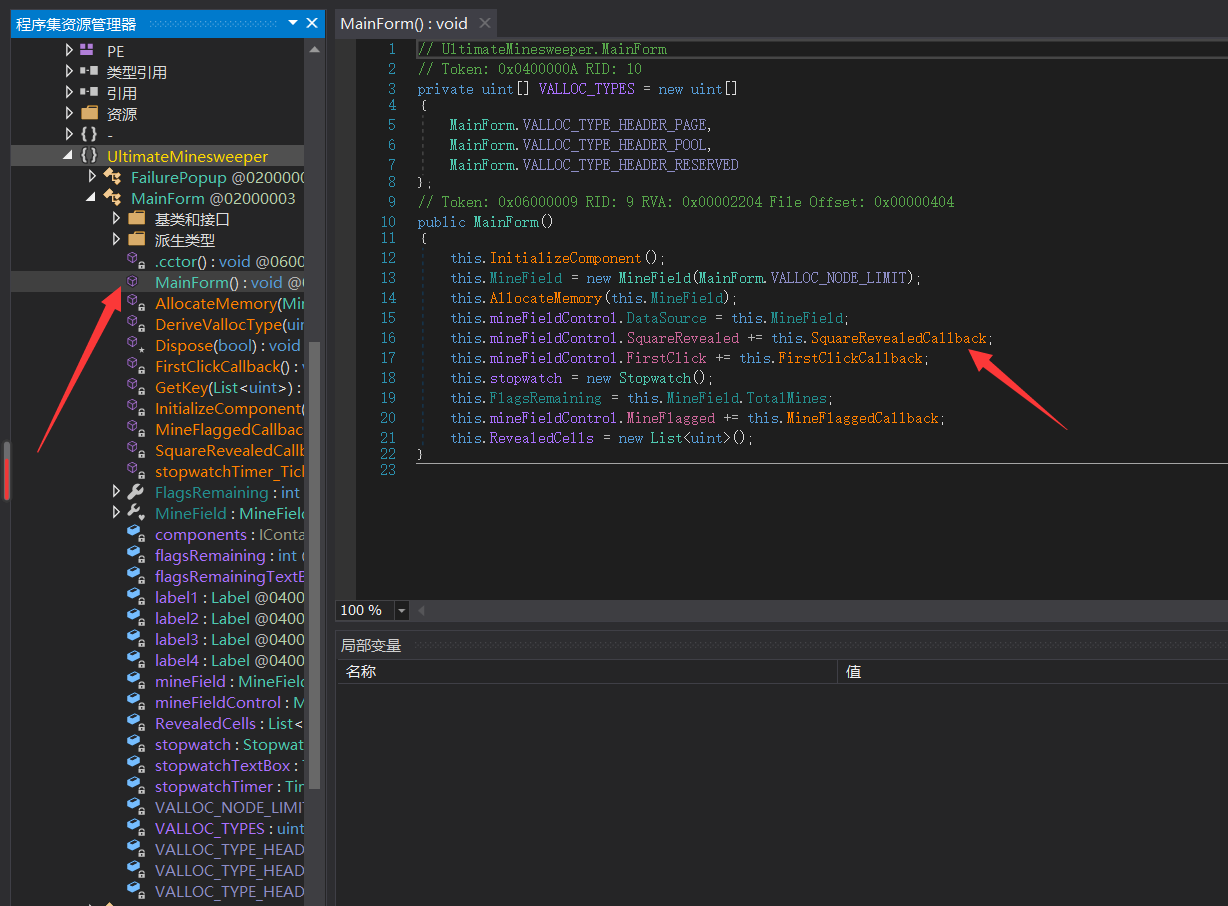 程序集资源管理器
PE
类型引用
引用
资源
{ } -
{ } UltimateMinesweeper
FailurePopup @0200000
MainForm @02000003
基类和接口
派生类型
.cctor() : void @0600
MainForm() : void @0
AllocateMemory(Min
DeriveVallocType(uin
Dispose(bool) : void
FirstClickCallback() :
GetKey(List<uint>) :
InitializeComponent(
MineFlaggedCallbac
SquareRevealedCallb
stopwatchTimer_Tick
FlagsRemaining : int
MineField : MineField
components : IConta
flagsRemaining : int
flagsRemainingTextB
label1 : Label @0400
label2 : Label @0400
label3 : Label @0400
label4 : Label @0400
mineField : MineField
mineFieldControl : M
RevealedCells : List<
stopwatch : Stopwat
stopwatchTextBox :
stopwatchTimer : Tim
VALLOC_NODE_LIMI
VALLOC_TYPES : uint
VALLOC_TYPE_HEAD
VALLOC_TYPE_HEAD
VALLOC_TYPE_HEAD
MainForm() : void
1 // UltimateMinesweeper.MainForm
2 // Token: 0x0400000A RID: 10
3 private uint[] VALLOC_TYPES = new uint[]
4 {
5 MainForm.VALLOC_TYPE_HEADER_PAGE,
6 MainForm.VALLOC_TYPE_HEADER_POOL,
7 MainForm.VALLOC_TYPE_HEADER_RESERVED
8 };
9 // Token: 0x06000009 RID: 9 RVA: 0x00002204 File Offset: 0x00000404
10 public MainForm()
11 {
12 this.InitializeComponent();
13 this.MineField = new MineField(MainForm.VALLOC_NODE_LIMIT);
14 this.AllocateMemory(this.MineField);
15 this.mineFieldControl.DataSource = this.MineField;
16 this.mineFieldControl.SquareRevealed += this.SquareRevealedCallback;
17 this.mineFieldControl.FirstClick += this.FirstClickCallback;
18 this.stopwatch = new Stopwatch();
19 this.FlagsRemaining = this.MineField.TotalMines;
20 this.mineFieldControl.MineFlagged += this.MineFlaggedCallback;
21 this.RevealedCells = new List<uint>();
22 }
23
100 %
局部变量
名称 值